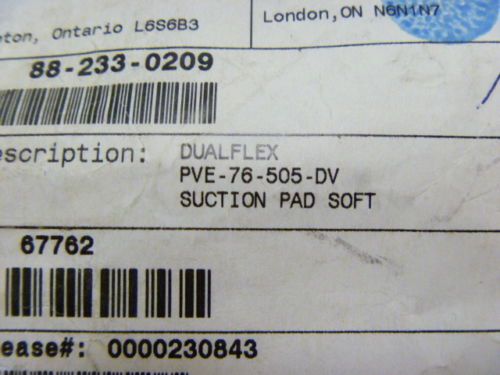 eton, Ontario L6S6B3
London,ON N6N1N7
88-233-0209
escription: DUALFLEX
PVE-76-505-DV
SUCTION PAD SOFT
67762
ease#: 0000230843